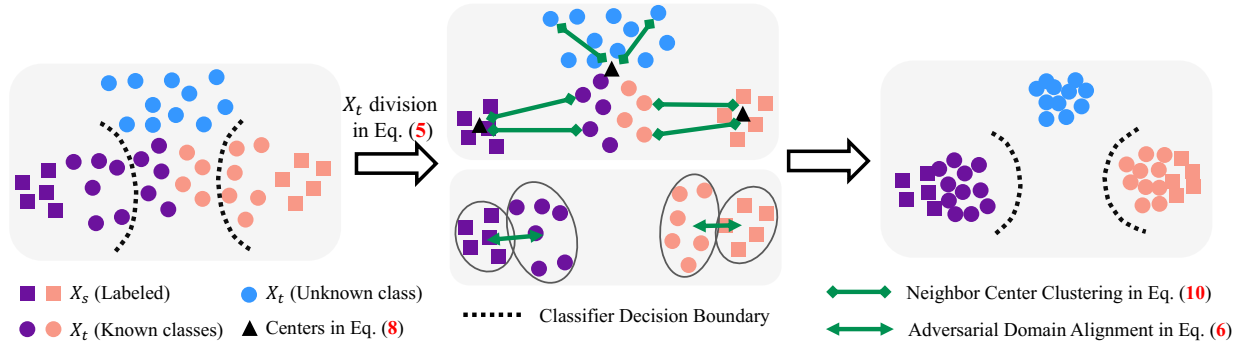 X_t division
in Eq. (5)
X_s (Labeled)
X_t (Unknown class)
X_t (Known classes)
Centers in Eq. (8)
Classifier Decision Boundary
Neighbor Center Clustering in Eq. (10)
Adversarial Domain Alignment in Eq. (6)